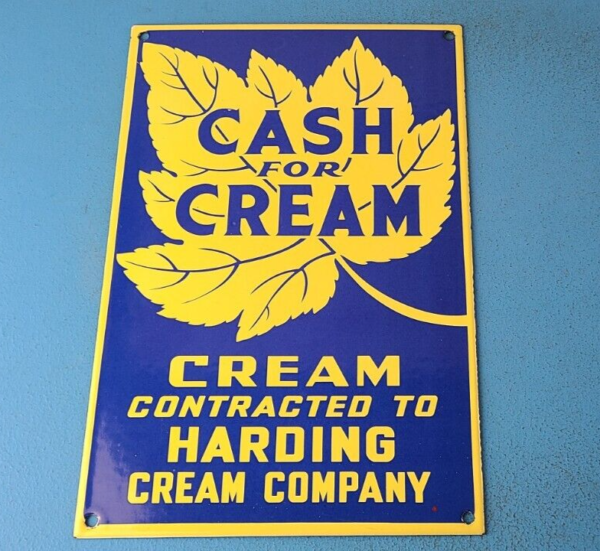 CASH
FOR
CREAM
CREAM
CONTRACTED TO
HARDING
CREAM COMPANY